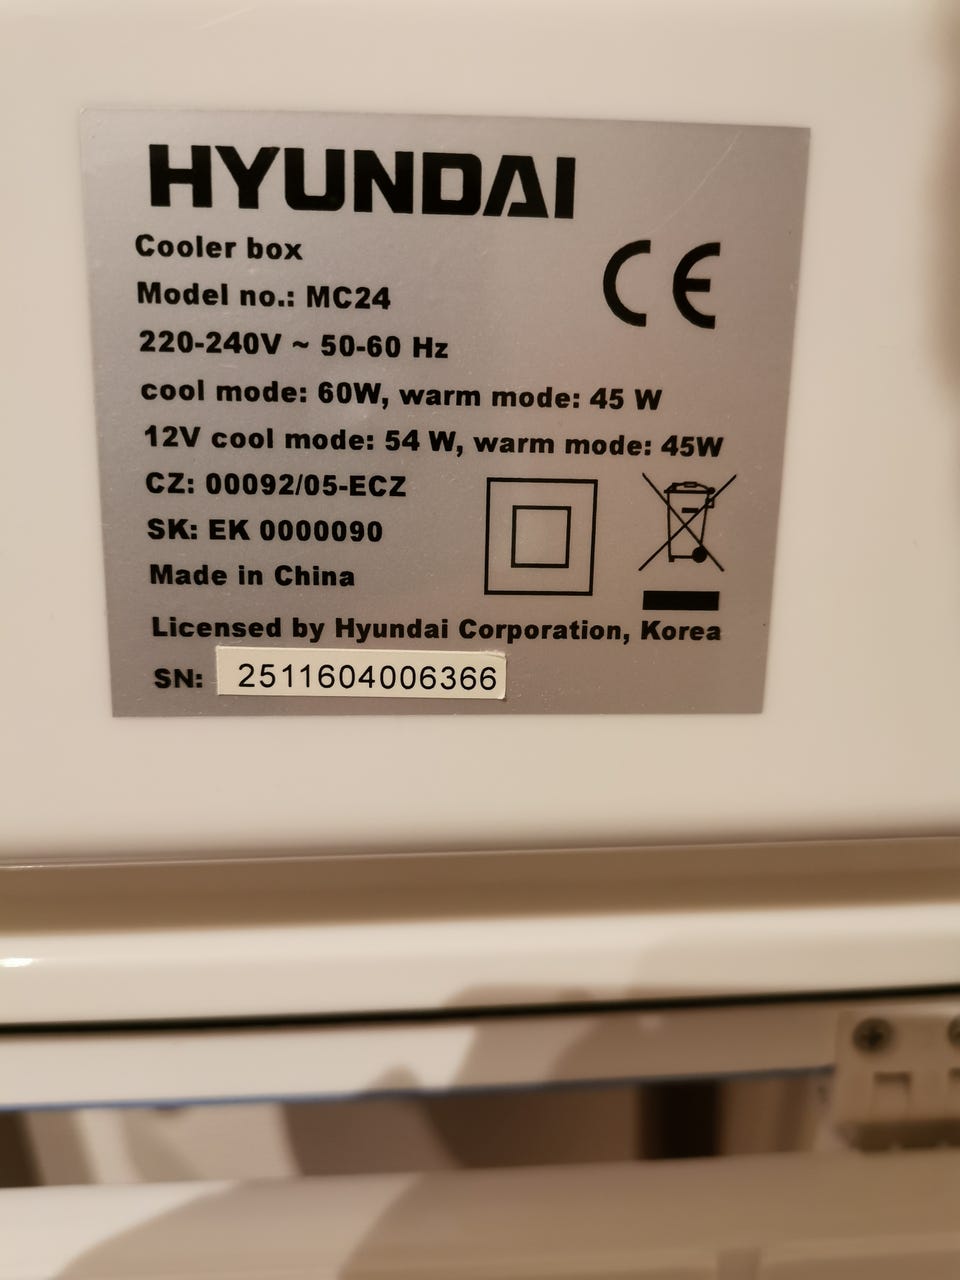 HYUNDAI
Cooler box
Model no.: MC24
CE
220-240V ~ 50-60 Hz
cool mode: 60W, warm mode: 45 W
12V cool mode: 54 W, warm mode: 45W
CZ: 00092/05-ECZ
SK: EK 0000090
Made in China
Licensed by Hyundai Corporation, Korea
SN: 2511604006366